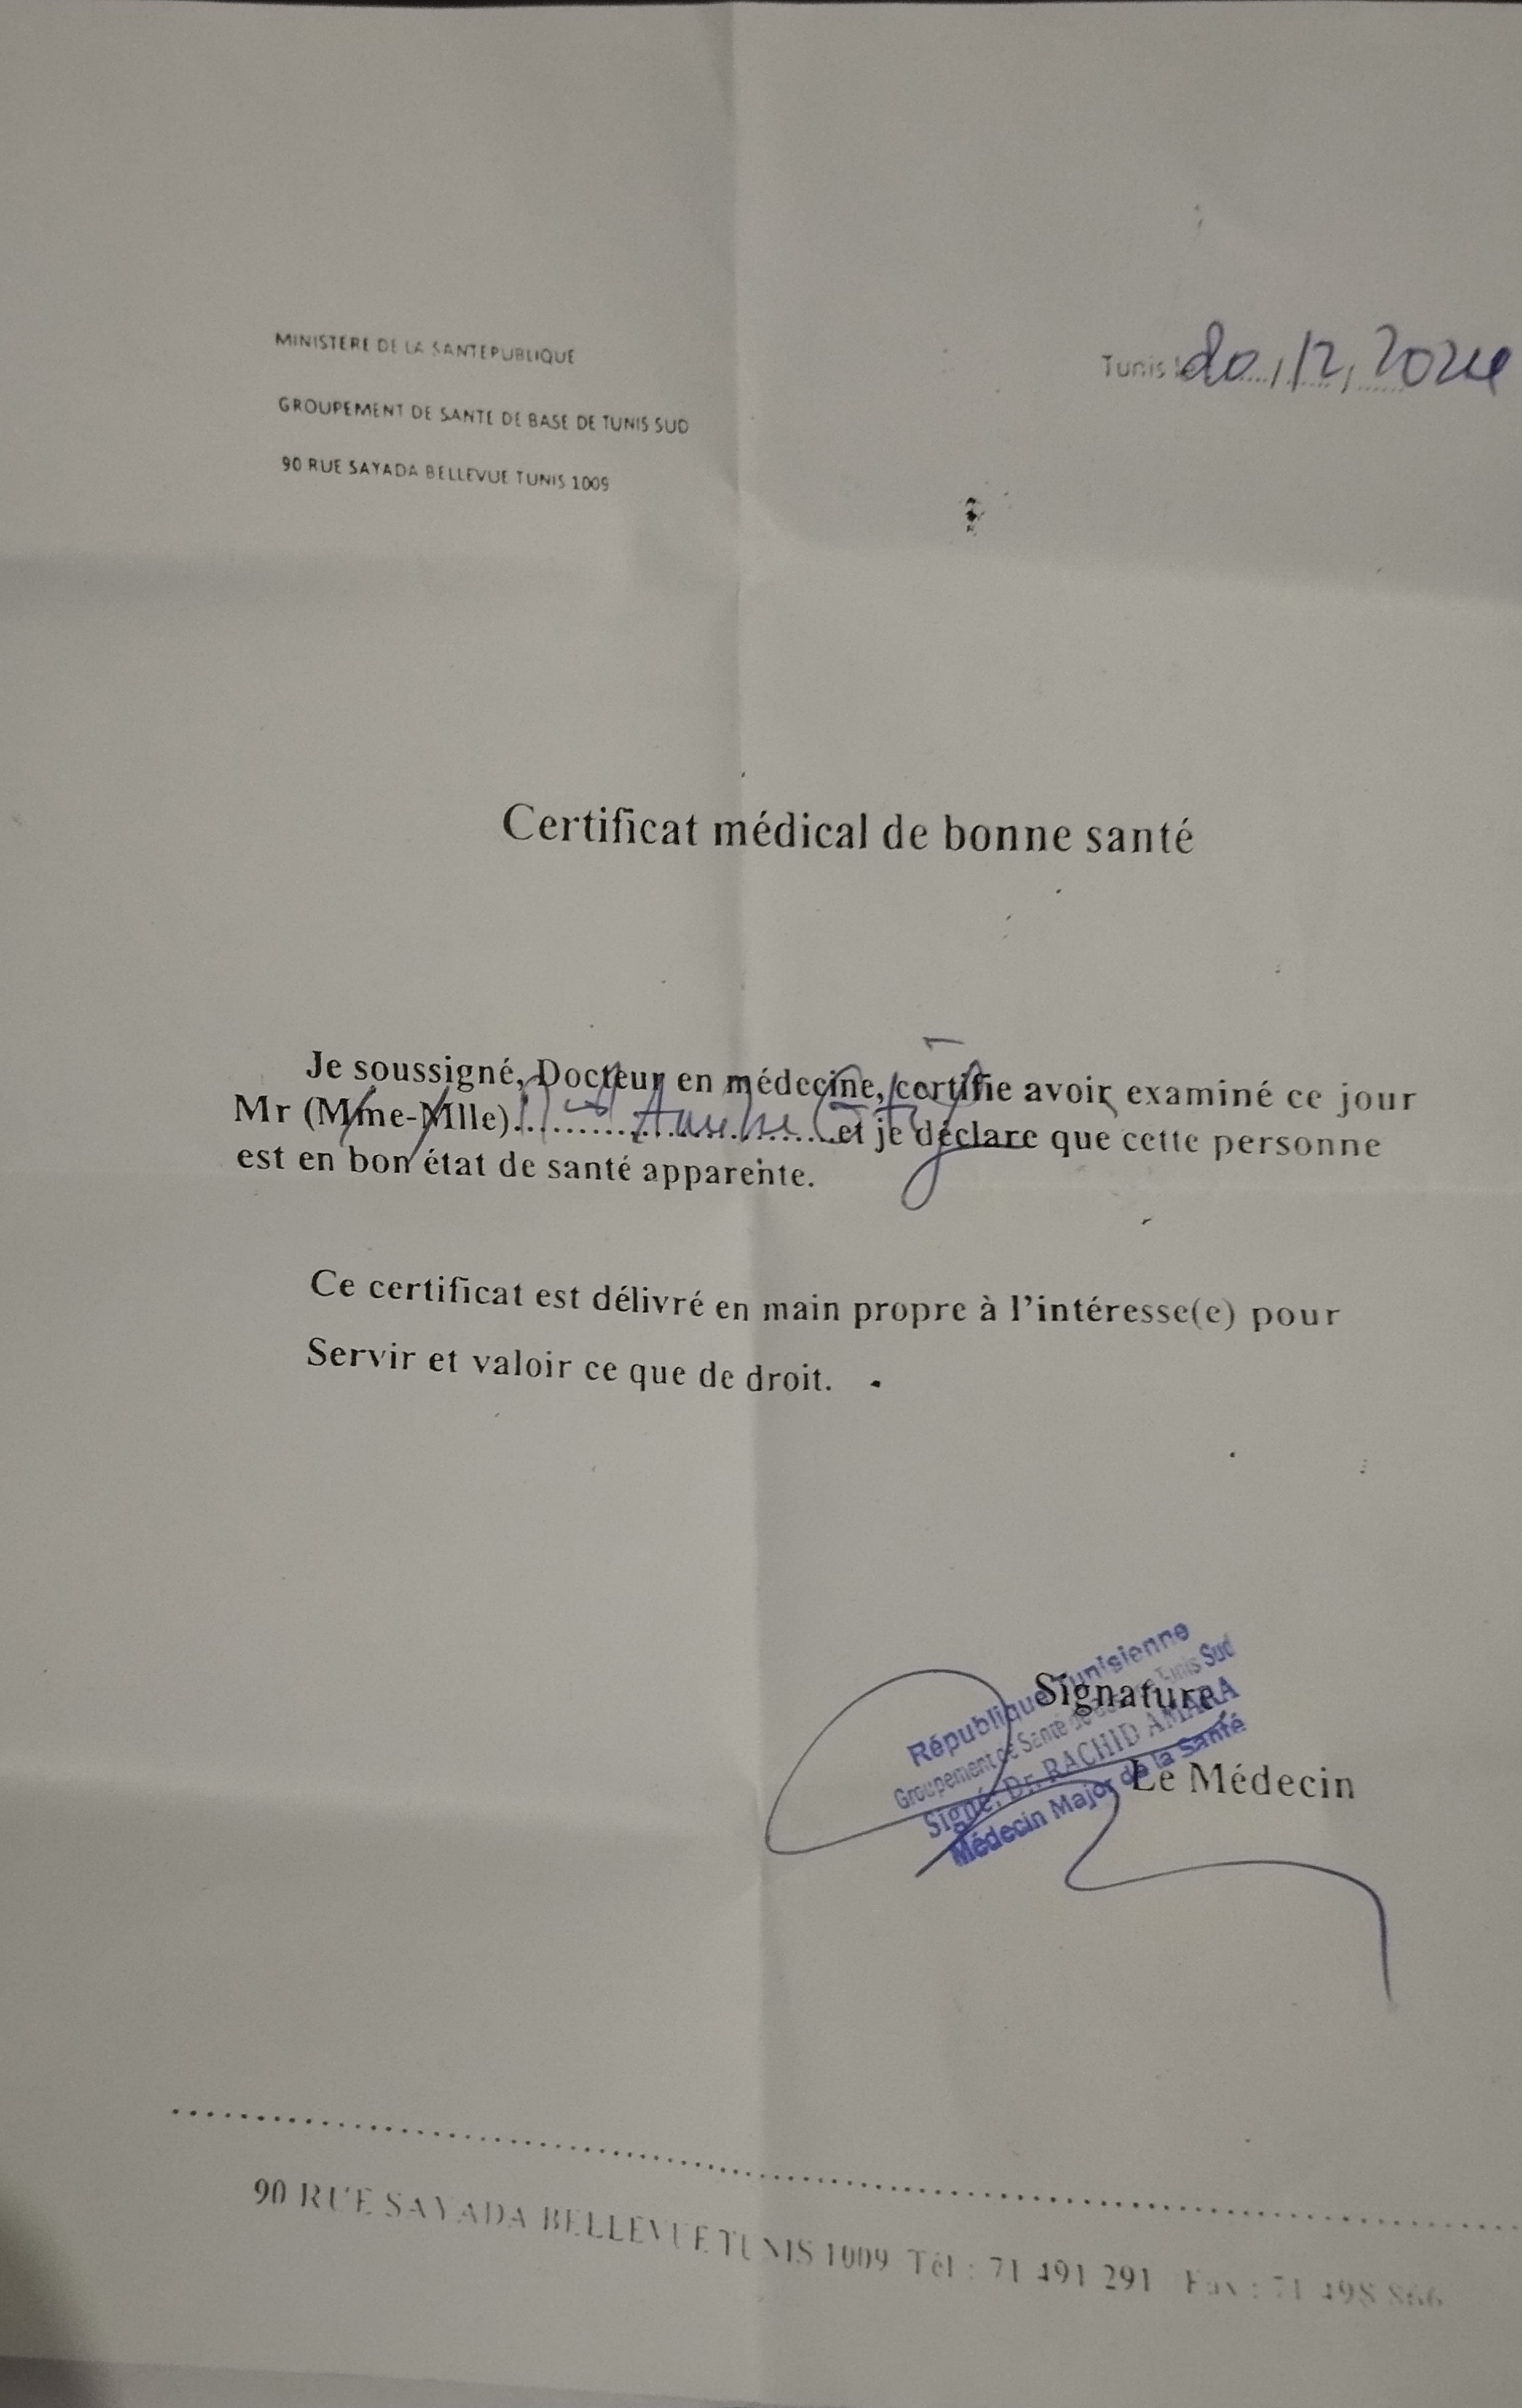 MINISTERE DE LA SANTEPUBLIQUE
Tunis le 20/12/2024
GROUPEMENT DE SANTE DE BASE DE TUNIS SUD
90 RUE SAYADA BELLEVUE TUNIS 1009
Certificat médical de bonne santé
Je soussigné, Docteur en médecine, certifie avoir examiné ce jour
Mr (Mme-Mlle)..............................et je déclare que cette personne
est en bon état de santé apparente.
Ce certificat est délivré en main propre à l'intéresse(e) pour
Servir et valoir ce que de droit.
République Tunisienne
Groupement de Santé de Base Tunis Sud
Signé: Dr. RACHID AMARA
Médecin Major de la Santé
Signature
Le Médecin
90 RUE SAYADA BELLEVUE TUNIS 1009 Tél : 71 491 291 Fax : 71 498 866